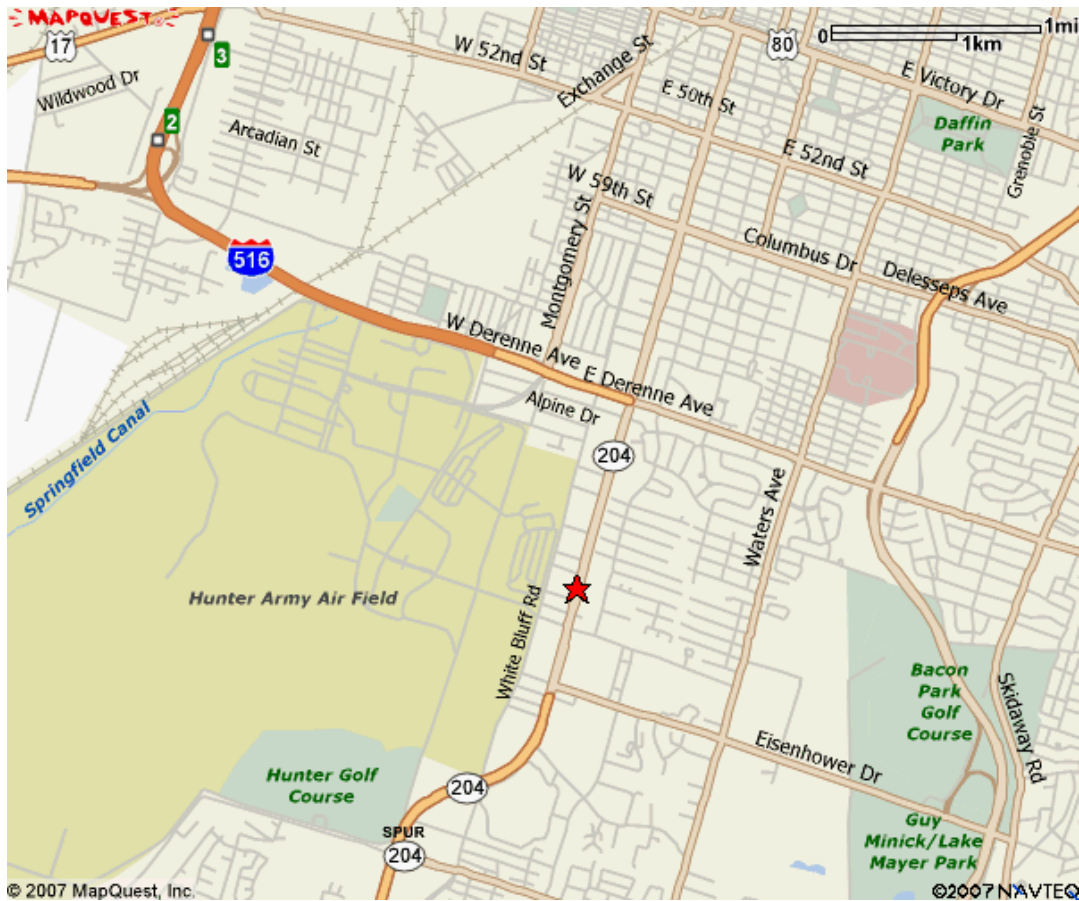 MAPQUEST
17
3
80
0
1mi
1km
W 52nd St
Exchange St
E Victory Dr
Wildwood Dr
2
E 50th St
Daffin
Park
Arcadian St
Grenoble St
E 52nd St
W 59th St
Montgomery St
Columbus Dr
Delesseps Ave
516
W Derenne Ave
E Derenne Ave
Alpine Dr
Springfield Canal
204
Waters Ave
Hunter Army Air Field
White Bluff Rd
Bacon
Park
Golf
Course
Skidaway Rd
Eisenhower Dr
Hunter Golf
Course
204
SPUR
204
Guy
Minick/Lake
Mayer Park
© 2007 MapQuest, Inc.
©2007 NAVTEQ